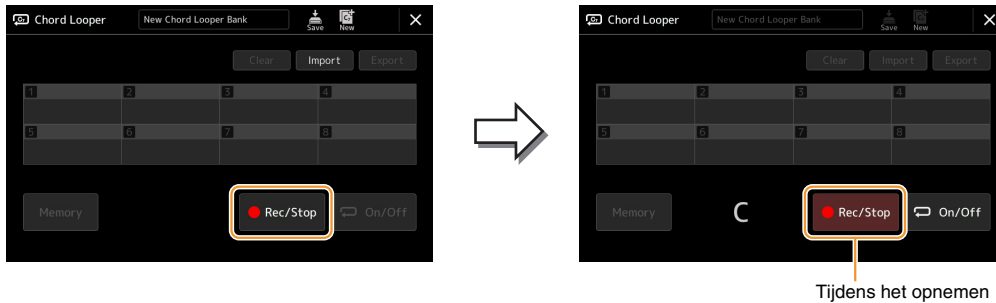 Chord Looper New Chord Looper Bank Save New
Clear Import Export
1 2 3 4
5 6 7 8
Memory Rec/Stop On/Off
Chord Looper New Chord Looper Bank Save New
Clear Import Export
1 2 3 4
5 6 7 8
Memory C Rec/Stop On/Off
Tijdens het opnemen